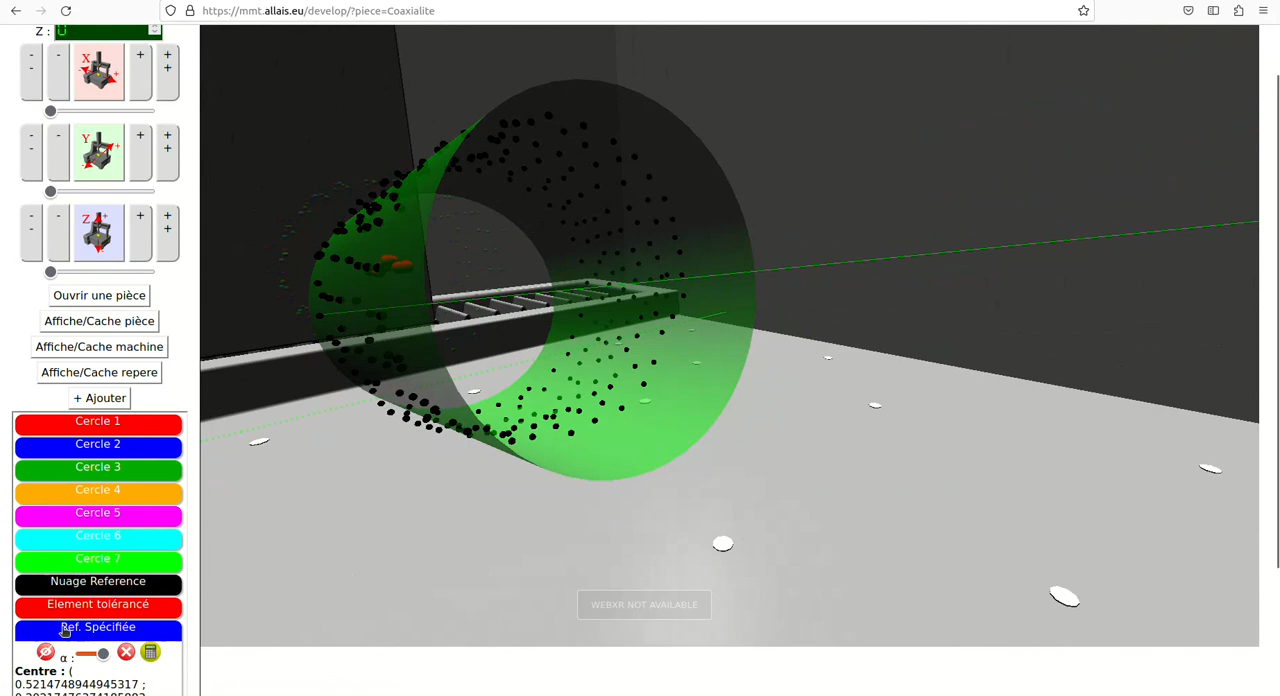 https://mmt.allais.eu/develop/?piece=Coaxialite
Z : 0
- - - - X + + +
- - - - Y + + +
- - - - Z + + +
Ouvrir une pièce
Affiche/Cache pièce
Affiche/Cache machine
Affiche/Cache repere
+ Ajouter
Cercle 1
Cercle 2
Cercle 3
Cercle 4
Cercle 5
Cercle 6
Cercle 7
Nuage Reference
Element tolérancé
Ref. Spécifiée
α :
Centre : (
0.5214748944945317 ;
WEBXR NOT AVAILABLE